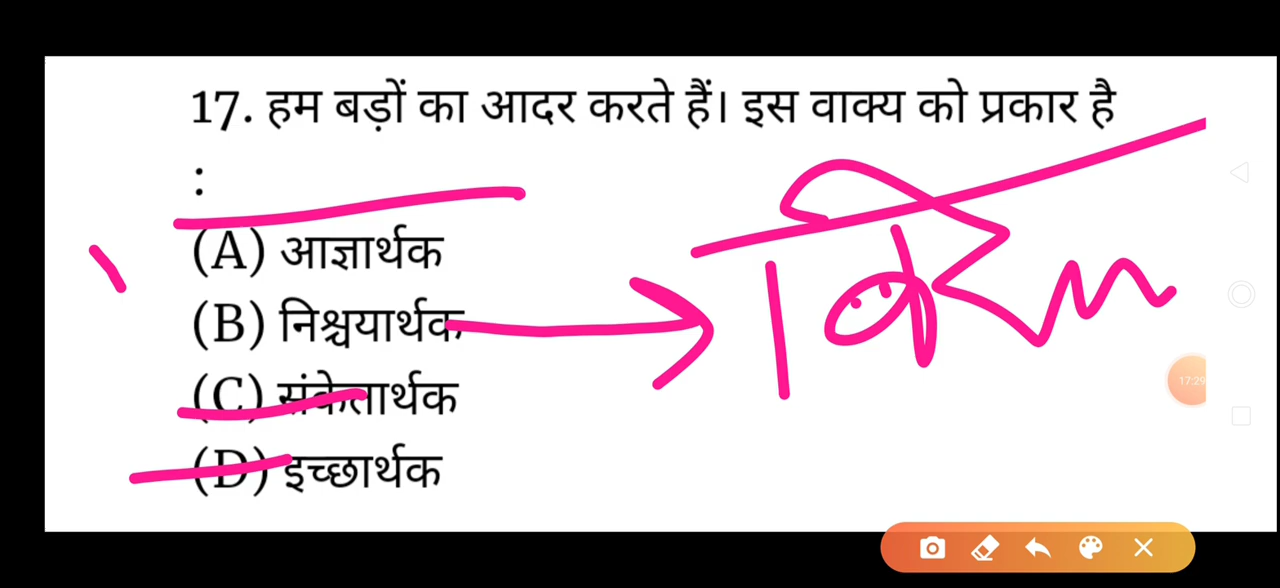 17. हम बड़ों का आदर करते हैं। इस वाक्य को प्रकार है
:
(A) आज्ञार्थक
(B) निश्चयार्थक
(C) संकेतार्थक
(D) इच्छार्थक
17:29